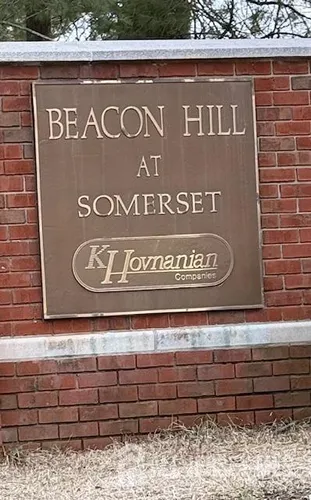 BEACON HILL
AT
SOMERSET
K Hovnanian
Companies